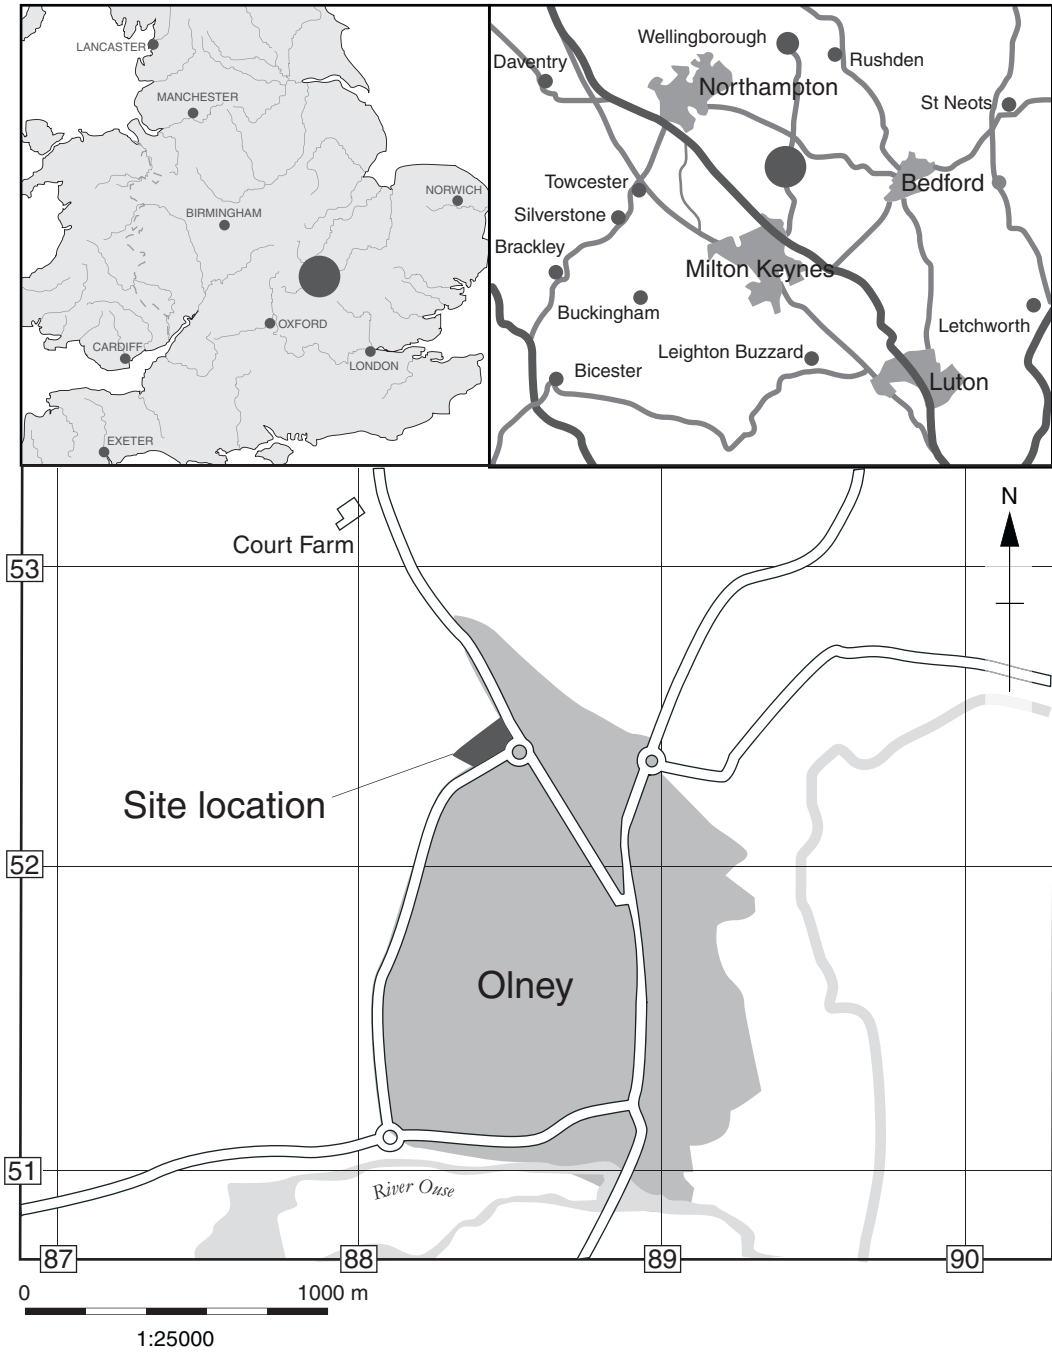 LANCASTER
MANCHESTER
NORWICH
BIRMINGHAM
OXFORD
CARDIFF
LONDON
EXETER
Wellingborough
Daventry
Rushden
Northampton
St Neots
Towcester
Bedford
Silverstone
Brackley
Milton Keynes
Buckingham
Letchworth
Leighton Buzzard
Bicester
Luton
N
Court Farm
53
Site location
52
Olney
51
River Ouse
87
88
89
90
0
1000 m
1:25000